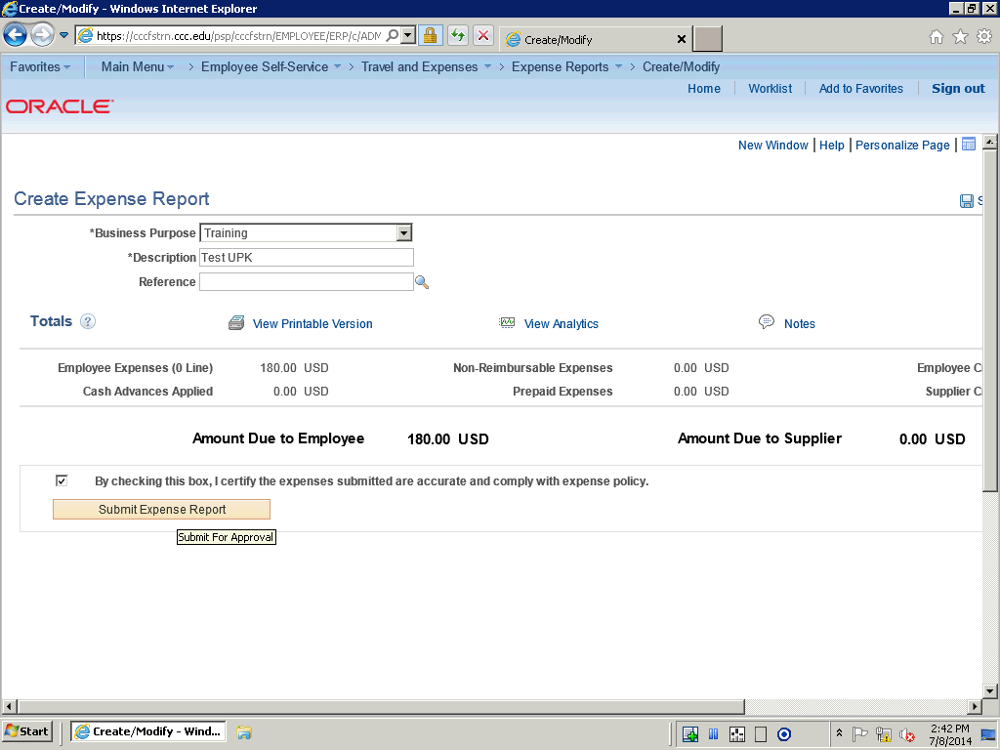 Create/Modify - Windows Internet Explorer
https://cccfstrn.ccc.edu/psp/cccfstrn/EMPLOYEE/ERP/c/ADM
Create/Modify
Favorites Main Menu > Employee Self-Service > Travel and Expenses > Expense Reports > Create/Modify
Home Worklist Add to Favorites Sign out
ORACLE
New Window Help Personalize Page
Create Expense Report
*Business Purpose Training
*Description Test UPK
Reference
Totals ? View Printable Version View Analytics Notes
Employee Expenses (0 Line) 180.00 USD Non-Reimbursable Expenses 0.00 USD Employee C
Cash Advances Applied 0.00 USD Prepaid Expenses 0.00 USD Supplier C
Amount Due to Employee 180.00 USD Amount Due to Supplier 0.00 USD
By checking this box, I certify the expenses submitted are accurate and comply with expense policy.
Submit Expense Report
Submit For Approval
Start Create/Modify - Wind... 2:42 PM
7/8/2014